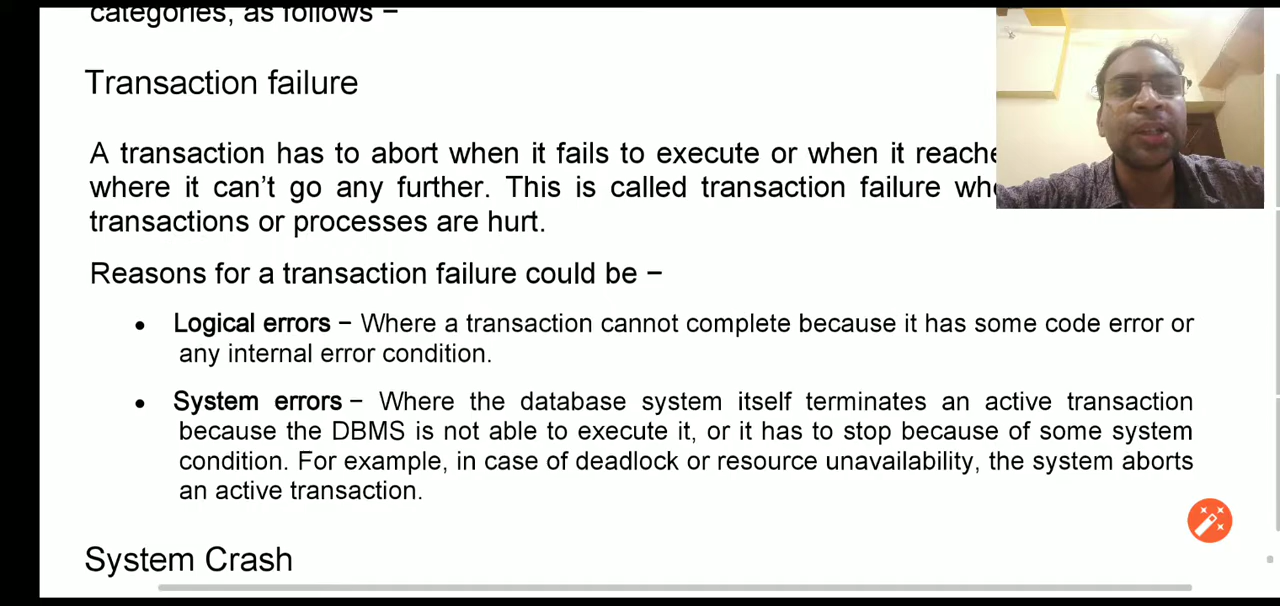 categories, as follows −
Transaction failure
A transaction has to abort when it fails to execute or when it
where it can't go any further. This is called transaction failure
transactions or processes are hurt.
Reasons for a transaction failure could be −
• Logical errors − Where a transaction cannot complete because it has some code error or
any internal error condition.
• System errors − Where the database system itself terminates an active transaction
because the DBMS is not able to execute it, or it has to stop because of some system
condition. For example, in case of deadlock or resource unavailability, the system aborts
an active transaction.
System Crash